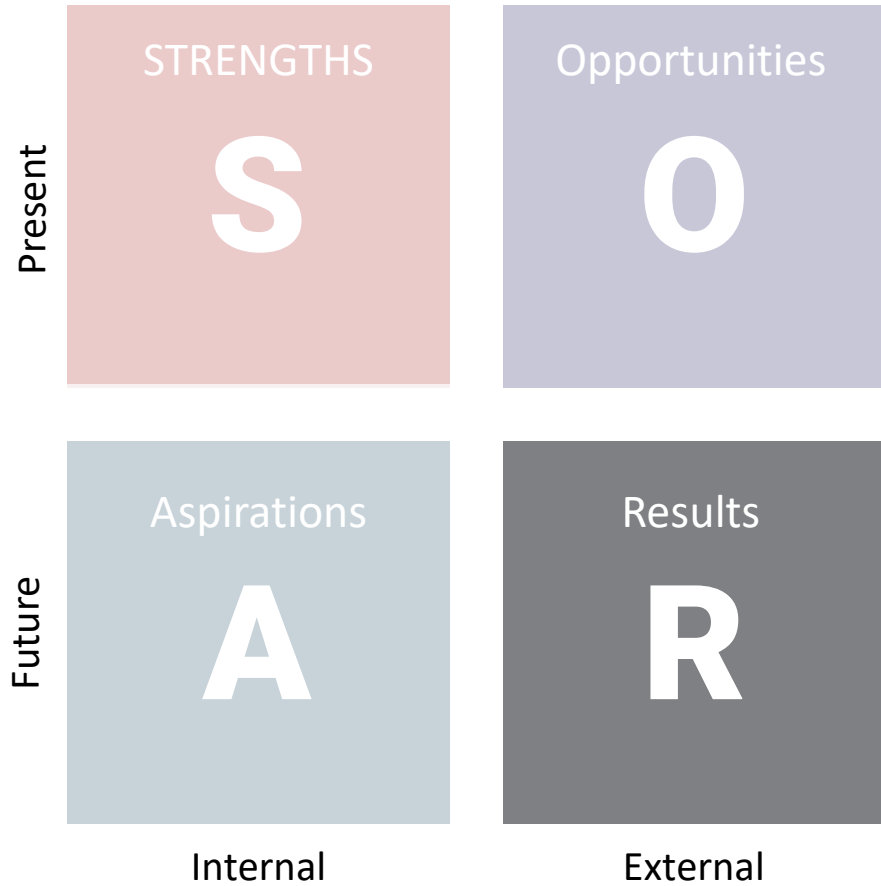 STRENGTHS
S
Opportunities
O
Present
Aspirations
A
Results
R
Future
Internal
External